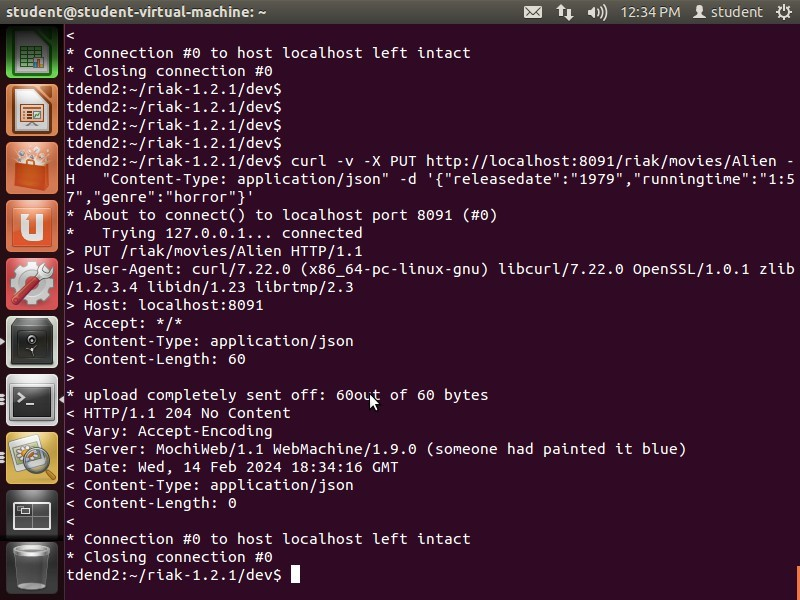 student@student-virtual-machine: ~
12:34 PM
student
<
* Connection #0 to host localhost left intact
* Closing connection #0
tdend2:~/riak-1.2.1/dev$
tdend2:~/riak-1.2.1/dev$
tdend2:~/riak-1.2.1/dev$
tdend2:~/riak-1.2.1/dev$
tdend2:~/riak-1.2.1/dev$ curl -v -X PUT http://localhost:8091/riak/movies/Alien -
H   "Content-Type: application/json" -d '{"releasedate":"1979","runningtime":"1:5
7","genre":"horror"}'
* About to connect() to localhost port 8091 (#0)
*   Trying 127.0.0.1... connected
> PUT /riak/movies/Alien HTTP/1.1
> User-Agent: curl/7.22.0 (x86_64-pc-linux-gnu) libcurl/7.22.0 OpenSSL/1.0.1 zlib
/1.2.3.4 libidn/1.23 librtmp/2.3
> Host: localhost:8091
> Accept: */*
> Content-Type: application/json
> Content-Length: 60
>
* upload completely sent off: 60out of 60 bytes
< HTTP/1.1 204 No Content
< Vary: Accept-Encoding
< Server: MochiWeb/1.1 WebMachine/1.9.0 (someone had painted it blue)
< Date: Wed, 14 Feb 2024 18:34:16 GMT
< Content-Type: application/json
< Content-Length: 0
<
* Connection #0 to host localhost left intact
* Closing connection #0
tdend2:~/riak-1.2.1/dev$